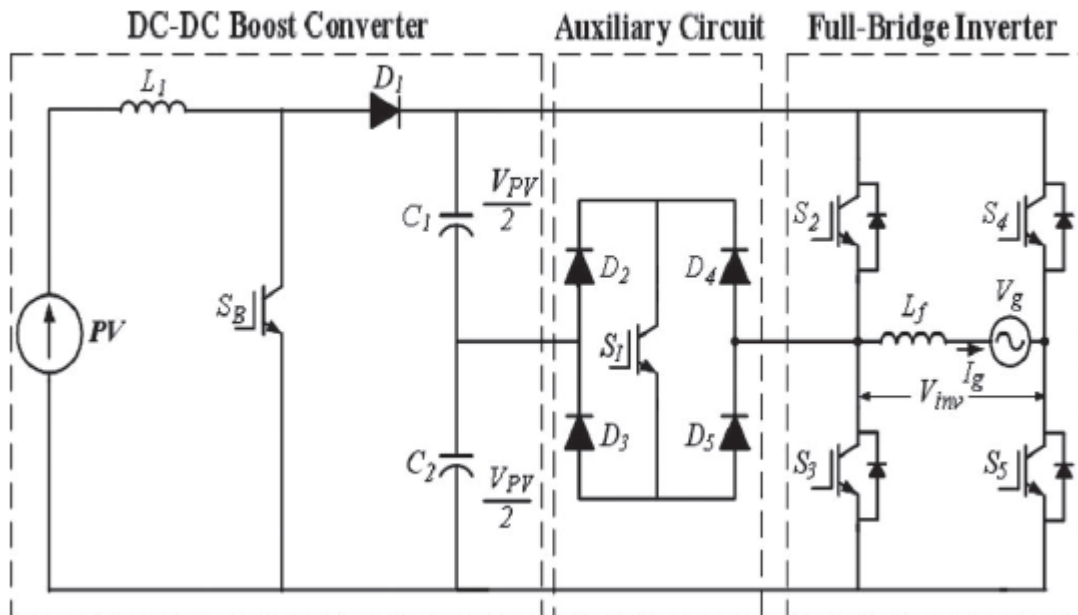 DC-DC Boost Converter
Auxiliary Circuit
Full-Bridge Inverter
L1
D1
C1
VPV
2
SB
PV
C2
VPV
2
D2
D4
SI
D3
D5
S2
S4
Lf
Vg
Ig
Vinv
S3
S5